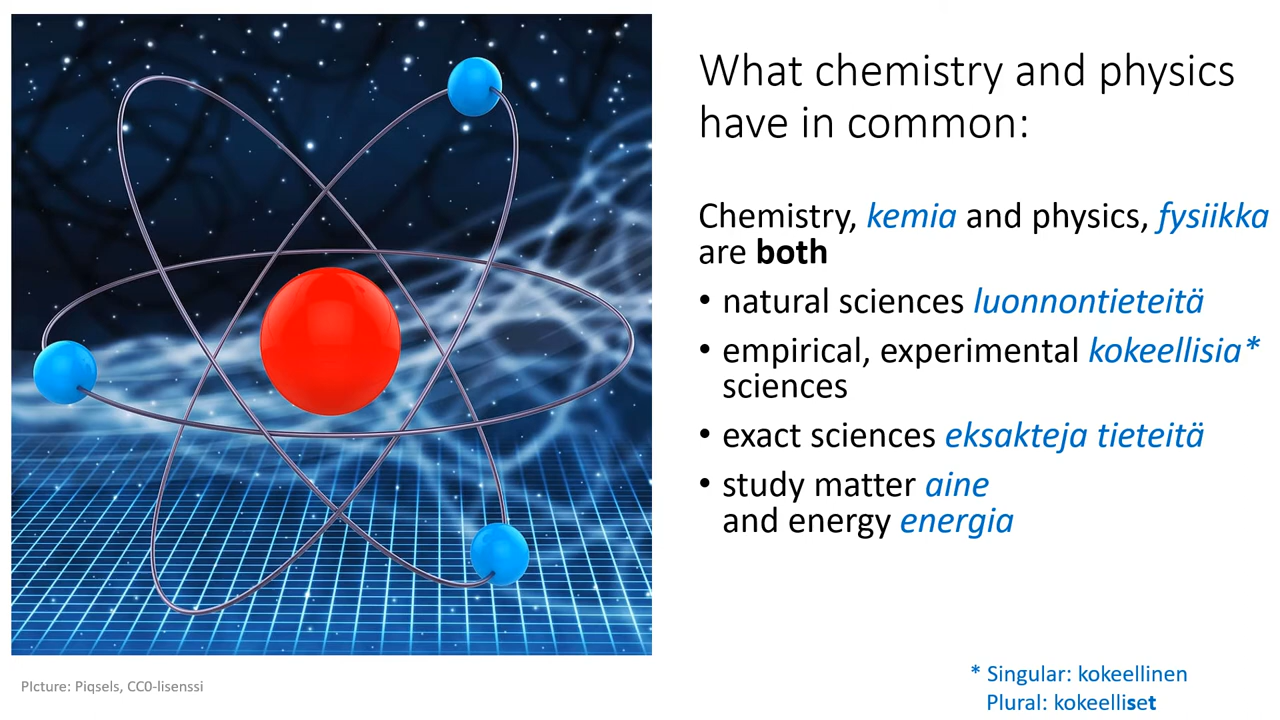 What chemistry and physics
have in common:
Chemistry, kemia and physics, fysiikka
are both
• natural sciences luonnontieteitä
• empirical, experimental kokeellisia*
sciences
• exact sciences eksakteja tieteitä
• study matter aine
and energy energia
* Singular: kokeellinen
Plural: kokeelliset
PIcture: Piqsels, CC0-lisenssi